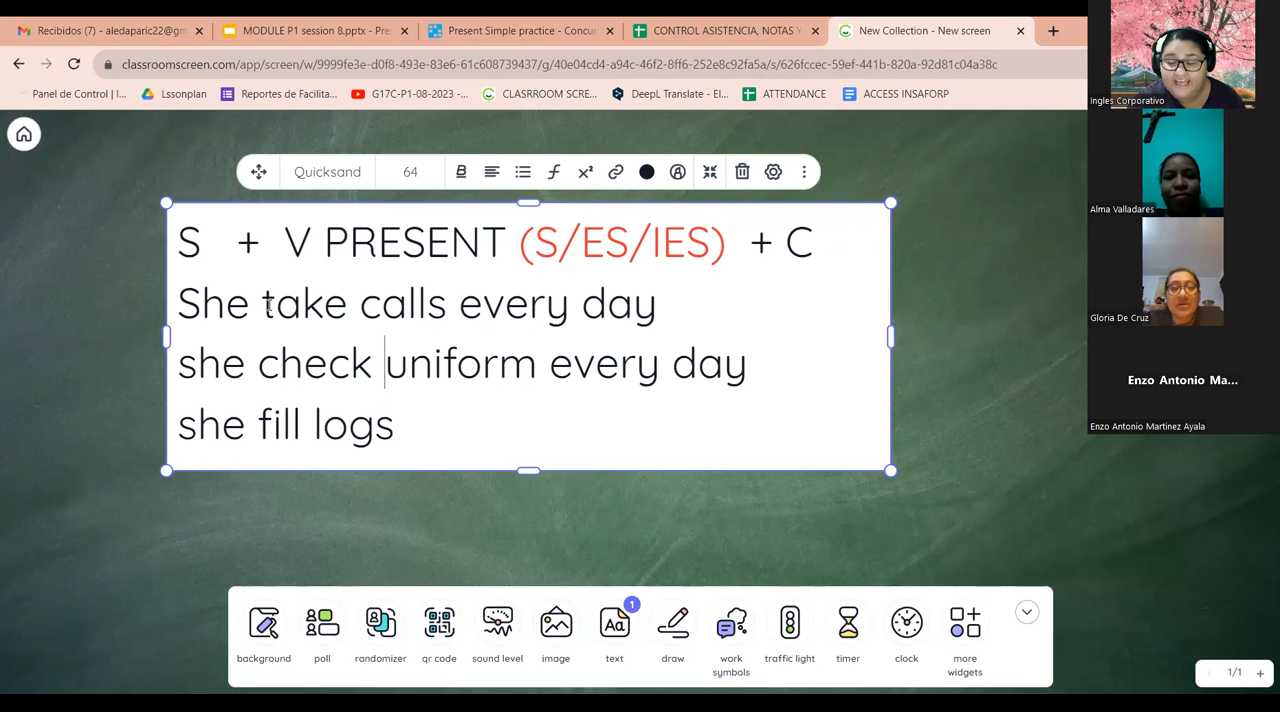 Recibidos (7) - aledaparic22@gm
MODULE P1 session 8.pptx - Pre
Present Simple practice - Concu
CONTROL ASISTENCIA, NOTAS Y
New Collection - New screen
classroomscreen.com/app/screen/w/9999fe3e-d0f8-493e-83e6-61c608739437/g/40e04cd4-a94c-46f2-8ff6-252e8c92fa5a/s/626fccec-59ef-441b-820a-92d81c04a38c
Panel de Control | I...
Lssonplan
Reportes de Facilita...
G17C-P1-08-2023 -...
CLASSROOM SCRE...
DeepL Translate - El...
ATTENDANCE
ACCESS INSAFORP
Quicksand
64
S + V PRESENT (S/ES/IES) + C
She take calls every day
she check uniform every day
she fill logs
Ingles Corporativo
Alma Valladares
Gloria De Cruz
Enzo Antonio Ma...
Enzo Antonio Martinez Ayala
1
background
poll
randomizer
qr code
sound level
image
text
draw
work symbols
traffic light
timer
clock
more widgets
1/1